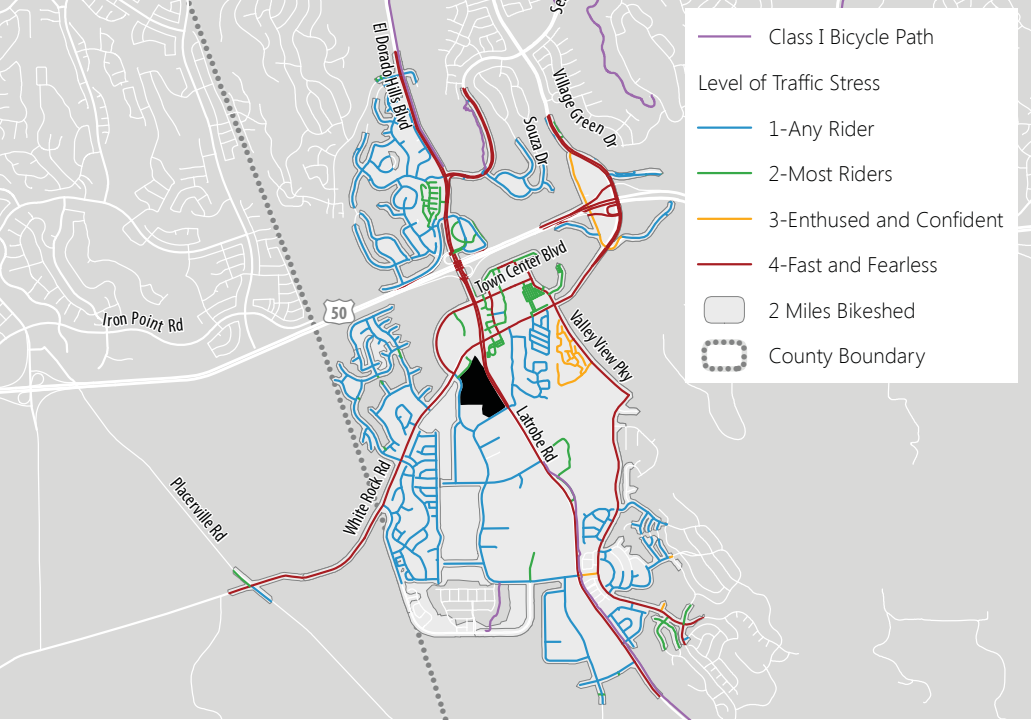 El Dorado Hills Blvd
Village Green Dr
Souza Dr
Town Center Blvd
50
Iron Point Rd
Valley View Pky
Latrobe Rd
White Rock Rd
Placerville Rd
Class I Bicycle Path
Level of Traffic Stress
1-Any Rider
2-Most Riders
3-Enthused and Confident
4-Fast and Fearless
2 Miles Bikeshed
County Boundary